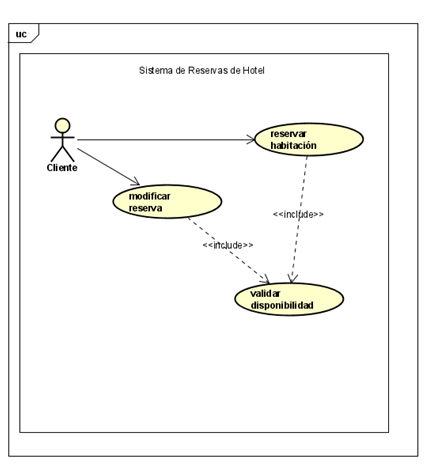 uc
Sistema de Reservas de Hotel
reservar
habitación
Cliente
modificar
reserva
<<include>>
<<include>>
validar
disponibilidad